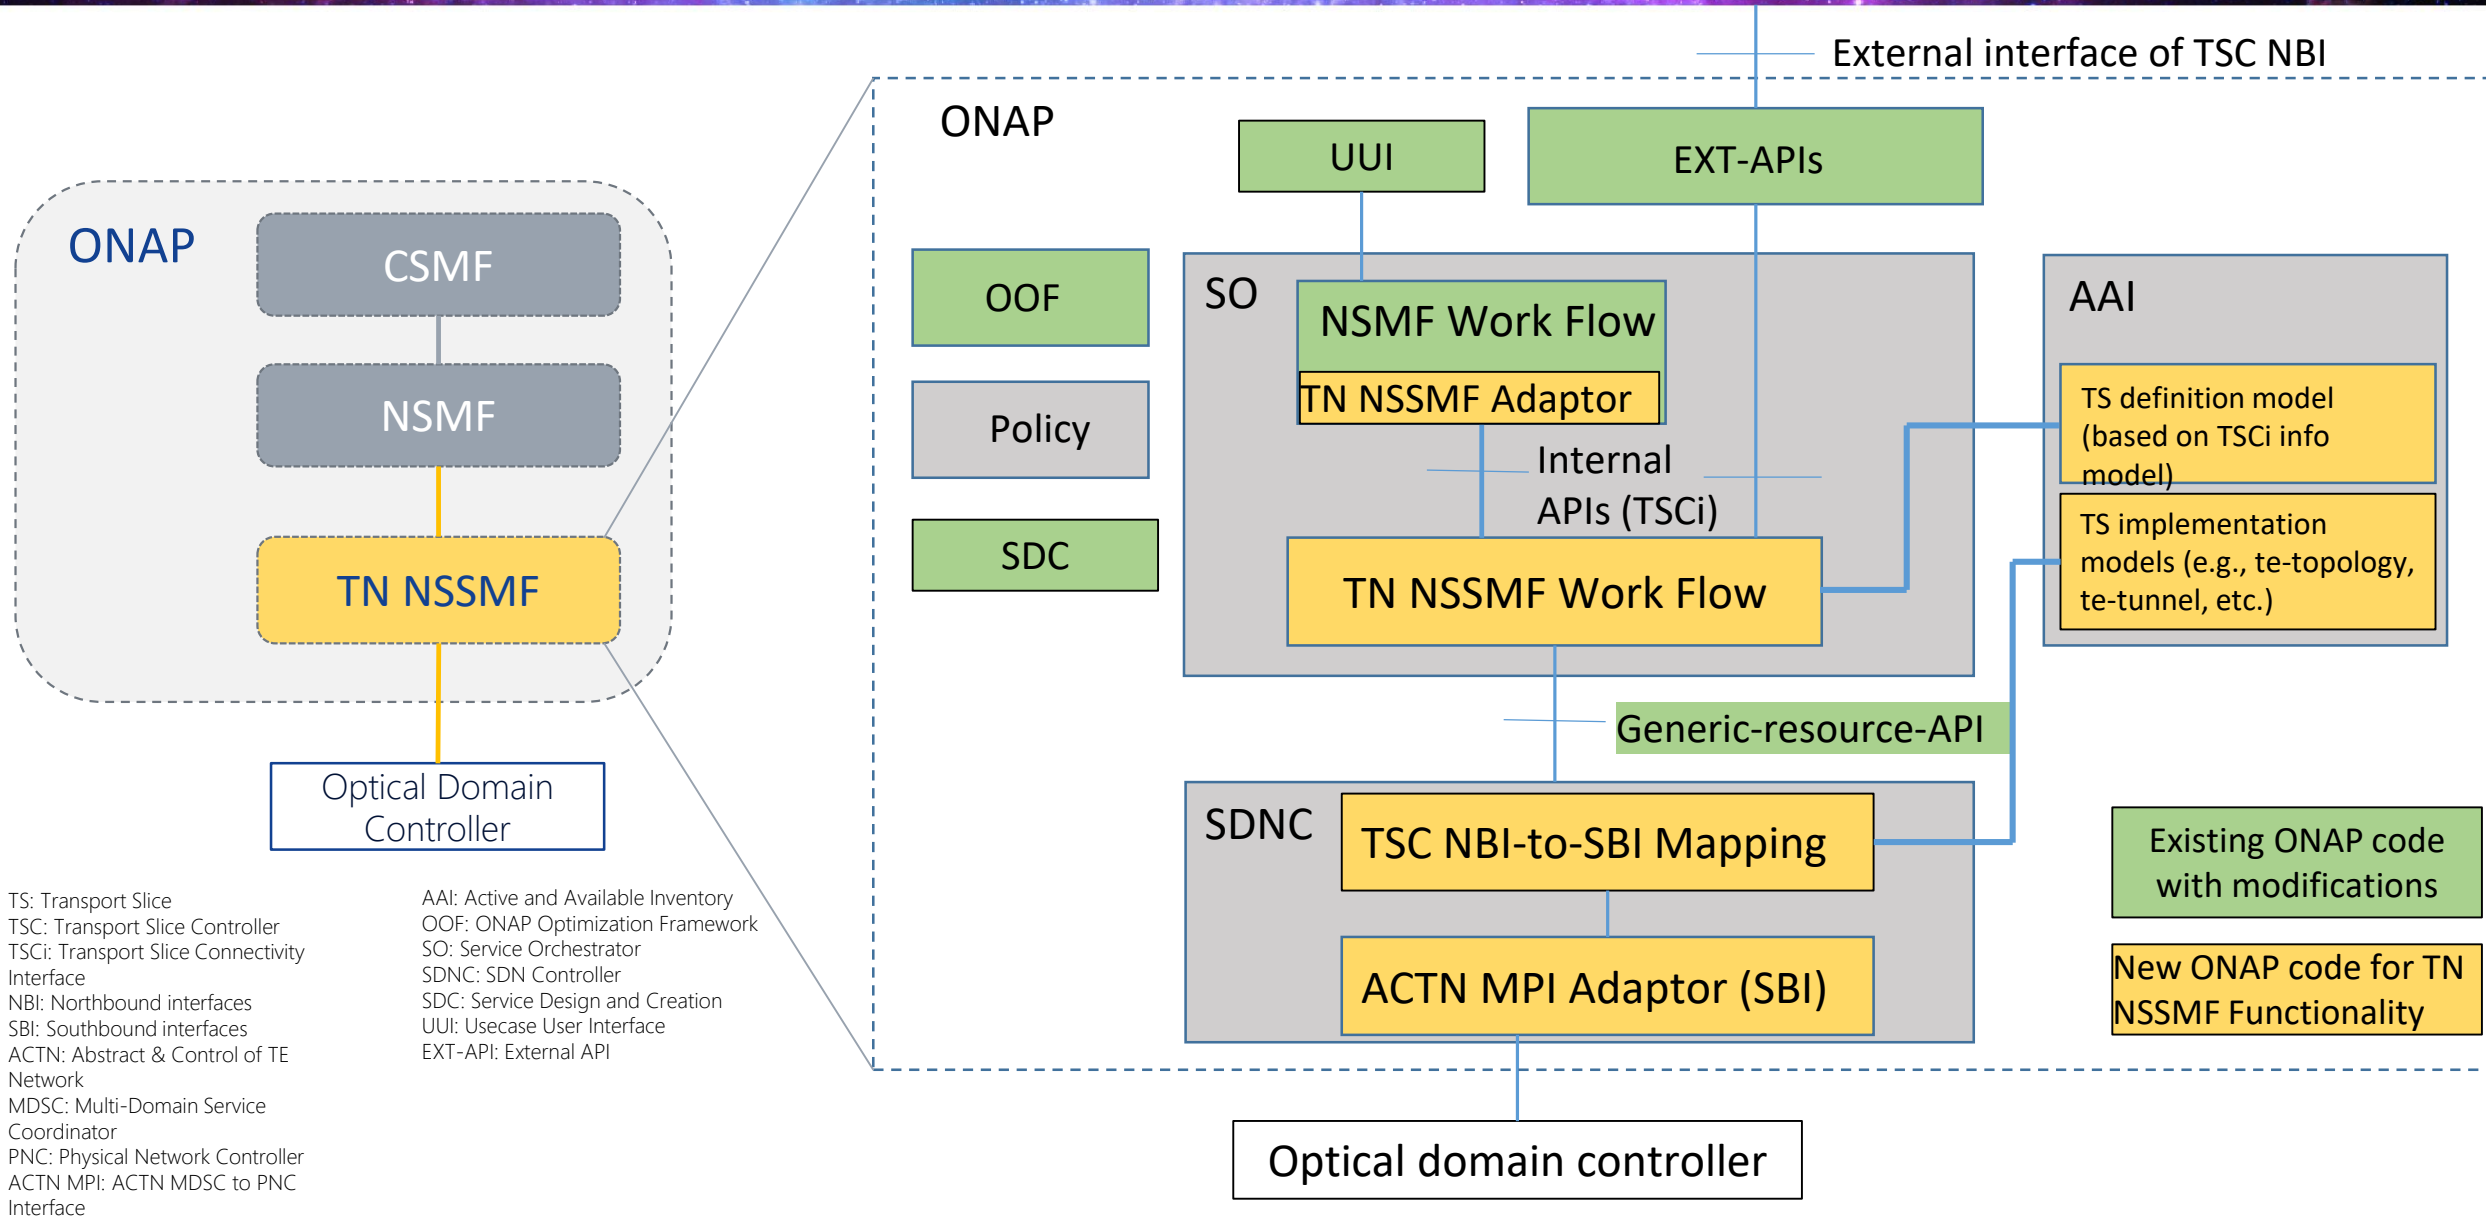 External interface of TSC NBI
ONAP
CSMF
NSMF
TN NSSMF
Optical Domain
Controller
ONAP
UUI
EXT-APIs
OOF
Policy
SDC
SO
NSMF Work Flow
TN NSSMF Adaptor
Internal
APIs (TSCi)
TN NSSMF Work Flow
AAI
TS definition model
(based on TSCi info
model)
TS implementation
models (e.g., te-topology,
te-tunnel, etc.)
Generic-resource-API
SDNC
TSC NBI-to-SBI Mapping
ACTN MPI Adaptor (SBI)
Optical domain controller
Existing ONAP code
with modifications
New ONAP code for TN
NSSMF Functionality
TS: Transport Slice
TSC: Transport Slice Controller
TSCi: Transport Slice Connectivity
Interface
NBI: Northbound interfaces
SBI: Southbound interfaces
ACTN: Abstract & Control of TE
Network
MDSC: Multi-Domain Service
Coordinator
PNC: Physical Network Controller
ACTN MPI: ACTN MDSC to PNC
Interface
AAI: Active and Available Inventory
OOF: ONAP Optimization Framework
SO: Service Orchestrator
SDNC: SDN Controller
SDC: Service Design and Creation
UUI: Usecase User Interface
EXT-API: External API